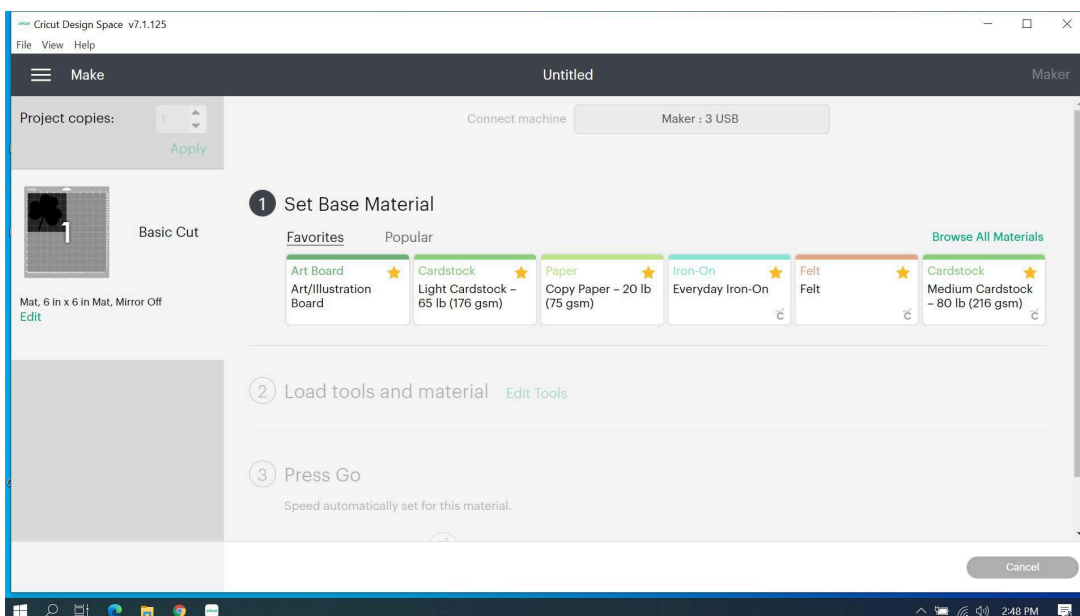 Cricut Design Space v7.1.125
File View Help
Make
Untitled
Maker
Project copies:
1
Apply
Connect machine
Maker : 3 USB
1
Basic Cut
Mat, 6 in x 6 in Mat, Mirror Off
Edit
1 Set Base Material
Favorites Popular
Browse All Materials
Art Board
Art/Illustration
Board
Cardstock
Light Cardstock –
65 lb (176 gsm)
Paper
Copy Paper – 20 lb
(75 gsm)
Iron-On
Everyday Iron-On
Felt
Felt
Cardstock
Medium Cardstock
– 80 lb (216 gsm)
2 Load tools and material Edit Tools
3 Press Go
Speed automatically set for this material.
Cancel
2:48 PM